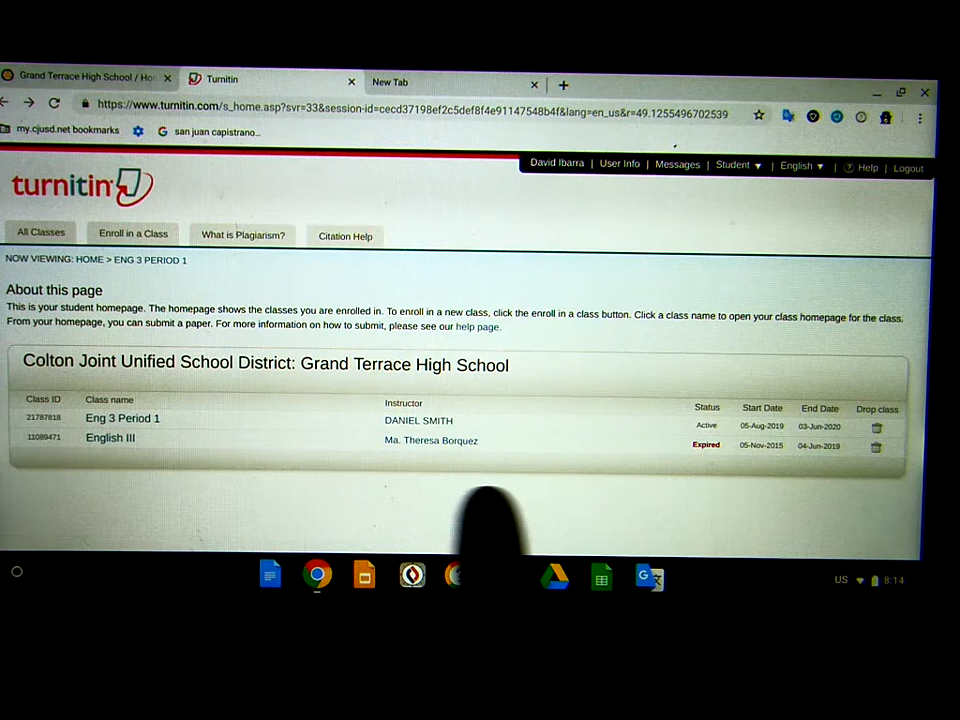 Grand Terrace High School / Ho
Turnitin
New Tab
https://www.turnitin.com/s_home.asp?svr=33&session-id=cecd37198ef2c5def8f4e91147548b4f&lang=en_us&r=49.1255496702539
my.cjusd.net bookmarks
san juan capistrano...
David Ibarra | User Info | Messages | Student ▼ | English ▼ | ? Help | Logout
turnitin
All Classes
Enroll in a Class
What is Plagiarism?
Citation Help
NOW VIEWING: HOME > ENG 3 PERIOD 1
About this page
This is your student homepage. The homepage shows the classes you are enrolled in. To enroll in a new class, click the enroll in a class button. Click a class name to open your class homepage for the class.
From your homepage, you can submit a paper. For more information on how to submit, please see our help page.
Colton Joint Unified School District: Grand Terrace High School
Class ID Class name Instructor Status Start Date End Date Drop class
21787818 Eng 3 Period 1 DANIEL SMITH Active 05-Aug-2019 03-Jun-2020
11089471 English III Ma. Theresa Borquez Expired 05-Nov-2015 04-Jun-2019
US 8:14